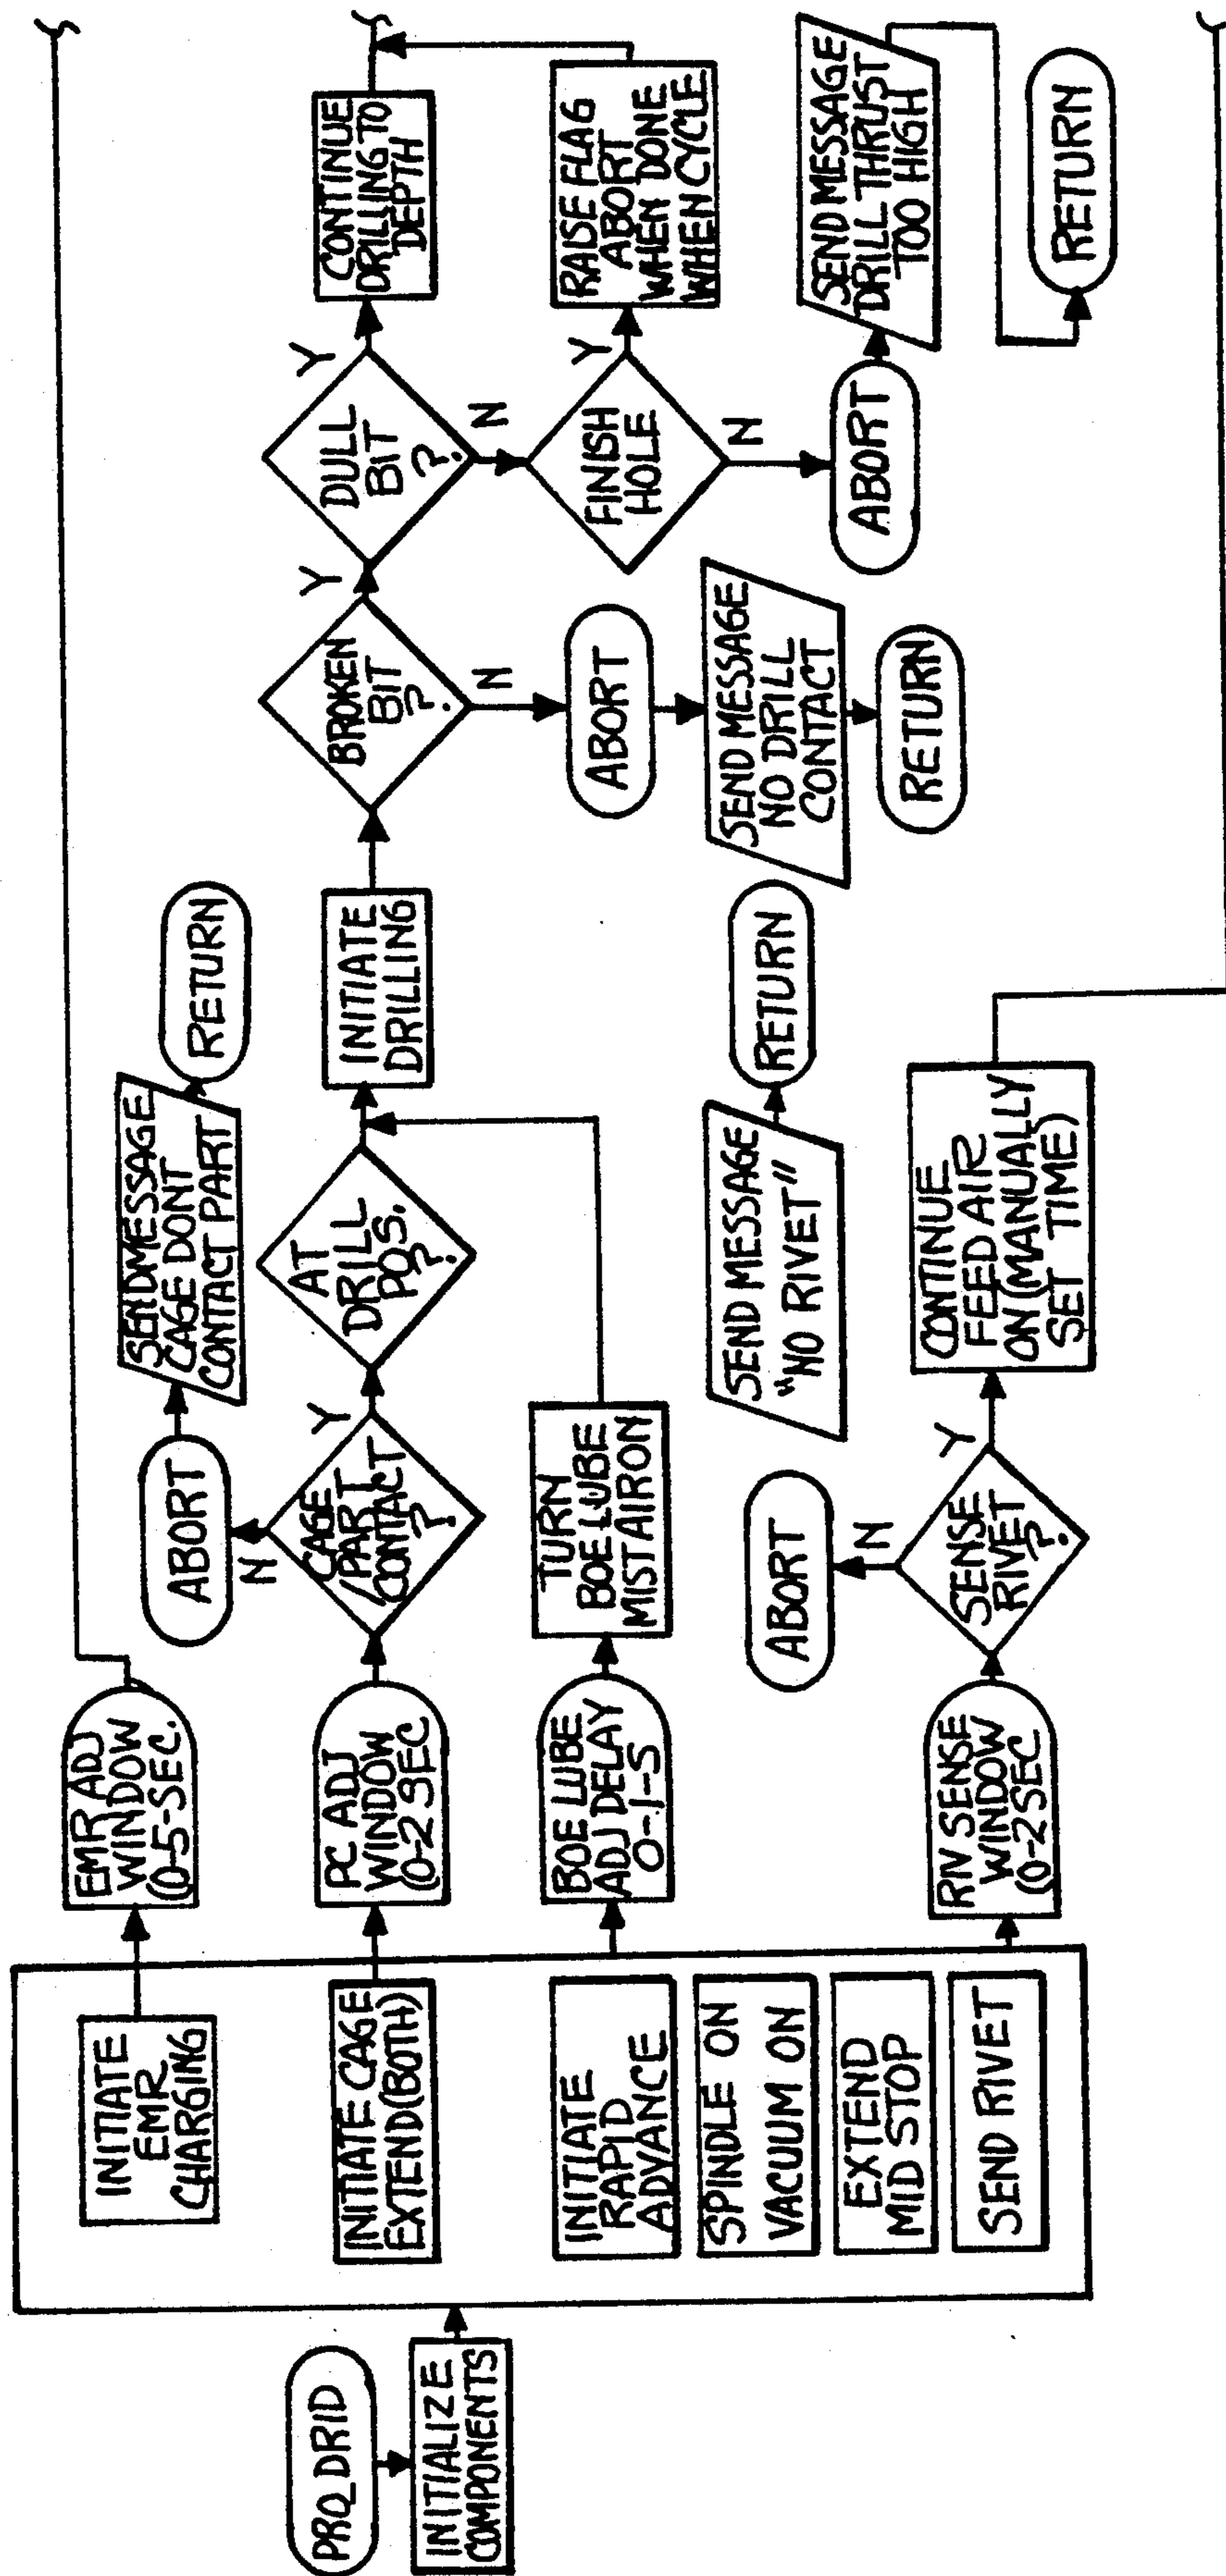 PRQ_DRID
INITIALIZE
COMPONENTS
INITIATE
EMR
CHARGING
INITIATE CAGE
EXTEND(BOTH)
INITIATE
RAPID
ADVANCE
SPINDLE ON
VACUUM ON
EXTEND
MID STOP
SEND RIVET
EMR ADJ
WINDOW
(0-5-SEC.
PC ADJ
WINDOW
(0-2 SEC
BOE LUBE
ADJ DELAY
0-1-S
RIV SENSE
WINDOW
(0-2SEC
ABORT
N
CAGE
/PART
CONTACT
?
Y
SENDMESSAGE
CAGE DONT
CONTACT PART
RETURN
AT
DRILL
POS.
?
TURN
BOE LUBE
MISTAIRON
INITIATE
DRILLING
ABORT
N
SENSE
RIVET
?
Y
SEND MESSAGE
"NO RIVET"
RETURN
CONTINUE
FEED AIR
ON (MANUALLY
SET TIME)
BROKEN
BIT
?
Y
N
ABORT
SEND MESSAGE
NO DRILL
CONTACT
RETURN
DULL
BIT
?
Y
N
FINISH
HOLE
Y
N
ABORT
CONTINUE
DRILLING TO
DEPTH
RAISE FLAG
ABORT
WHEN DONE
WHEN CYCLE
SEND MESSAGE
DRILL THRUST
TOO HIGH
RETURN